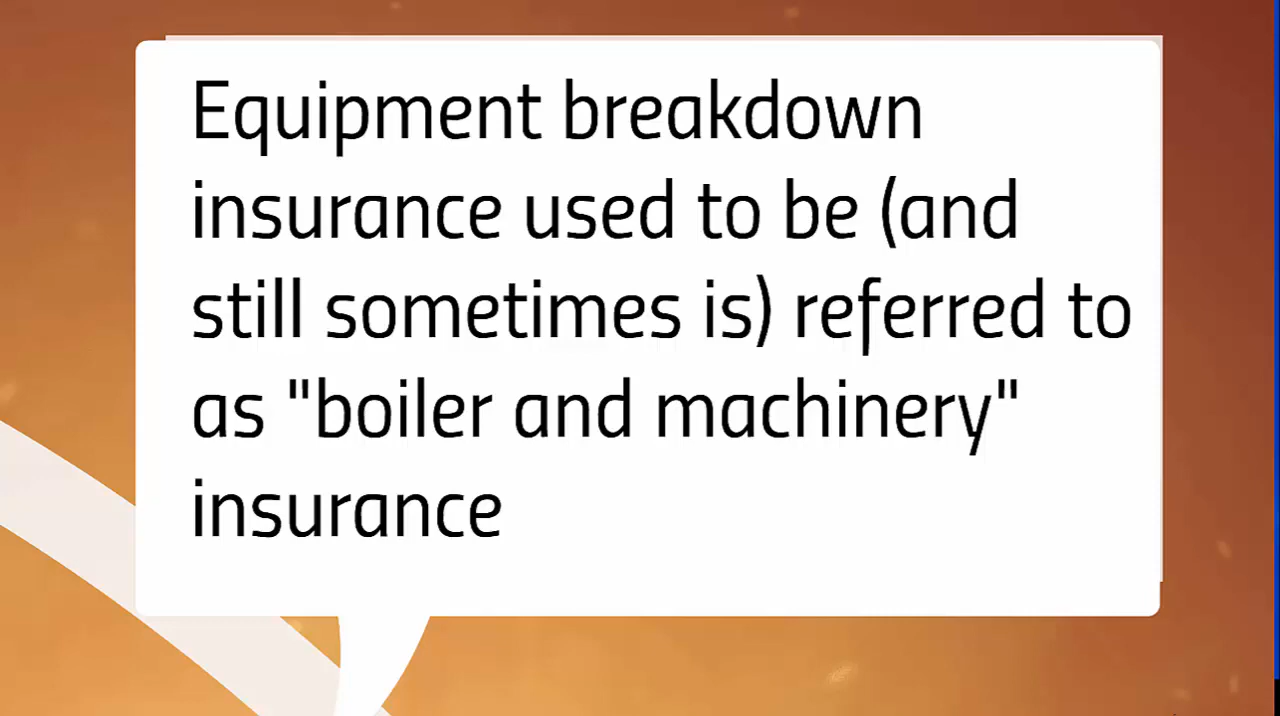 Equipment breakdown
insurance used to be (and
still sometimes is) referred to
as "boiler and machinery"
insurance